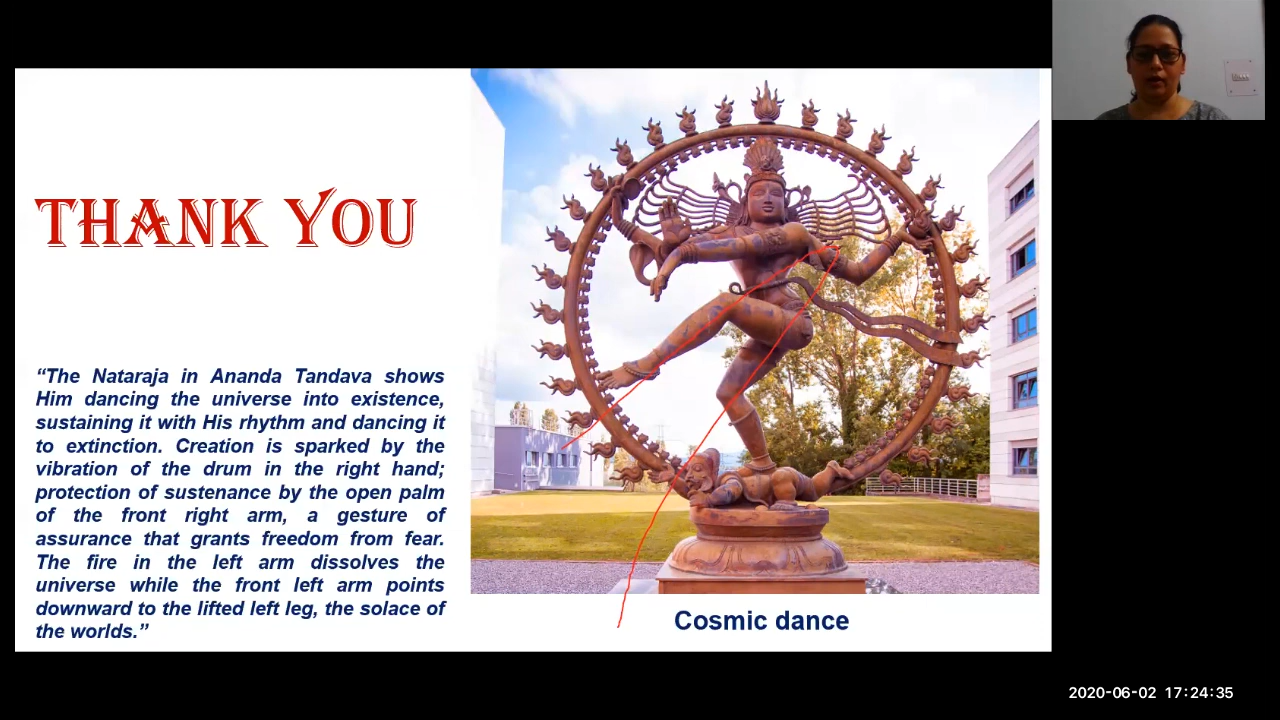 THANK YOU
“The Nataraja in Ananda Tandava shows
Him dancing the universe into existence,
sustaining it with His rhythm and dancing it
to extinction. Creation is sparked by the
vibration of the drum in the right hand;
protection of sustenance by the open palm
of the front right arm, a gesture of
assurance that grants freedom from fear.
The fire in the left arm dissolves the
universe while the front left arm points
downward to the lifted left leg, the solace of
the worlds.”
Cosmic dance
2020-06-02 17:24:35